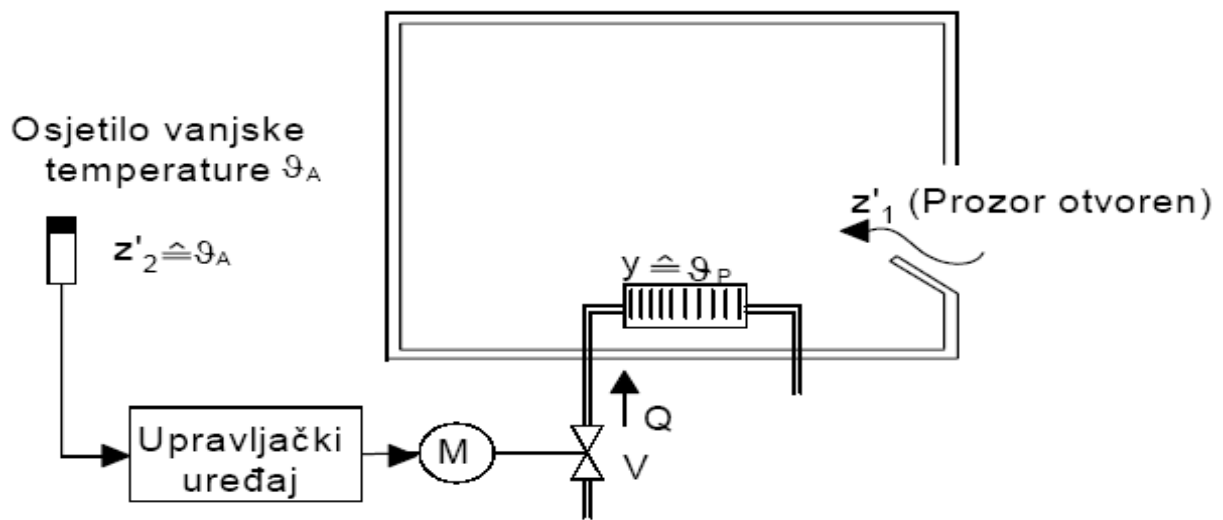 Osjetilo vanjske
temperature ϑA
z'2 ≙ ϑA
z'1 (Prozor otvoren)
y ≙ ϑP
Q
Upravljački
uređaj
M
V